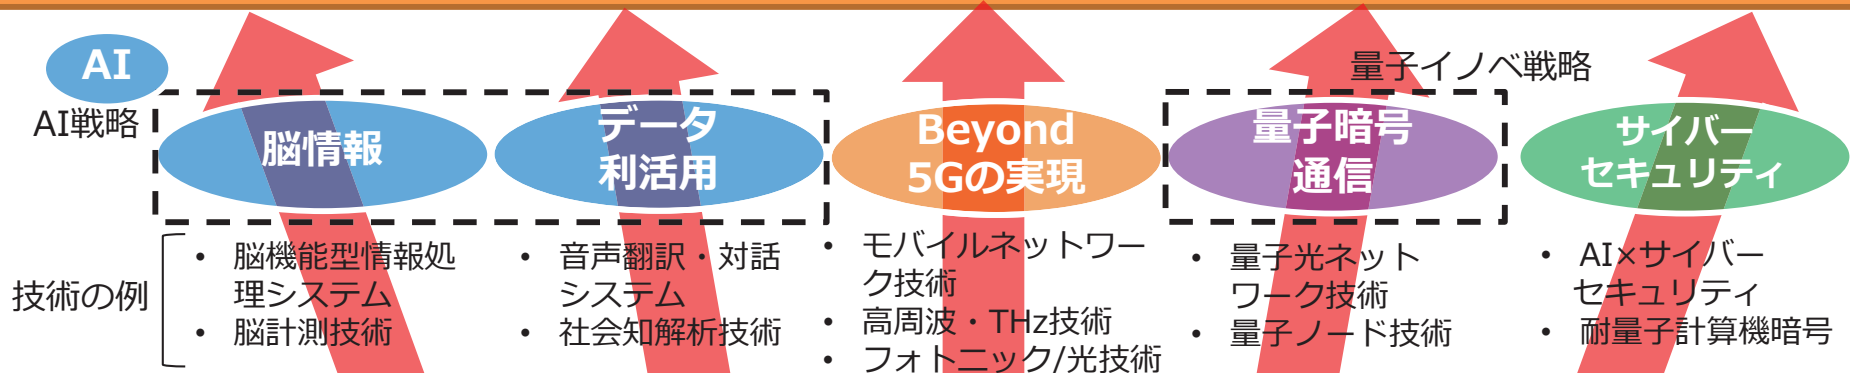 AI
AI戦略
量子イノベ戦略
脳情報
データ
利活用
Beyond
5Gの実現
量子暗号
通信
サイバー
セキュリティ
技術の例
• 脳機能型情報処
理システム
• 脳計測技術
• 音声翻訳・対話
システム
• 社会知解析技術
• モバイルネットワー
ク技術
• 高周波・THz技術
• フォトニック/光技術
• 量子光ネット
ワーク技術
• 量子ノード技術
• AI×サイバー
セキュリティ
• 耐量子計算機暗号